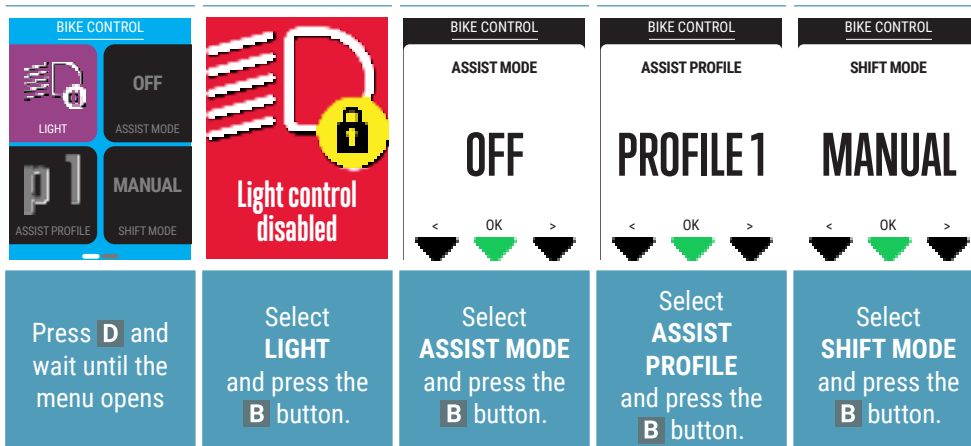 BIKE CONTROL
OFF
LIGHT
ASSIST MODE
p1
MANUAL
ASSIST PROFILE
SHIFT MODE
Press D and
wait until the
menu opens
Light control
disabled
Select
LIGHT
and press the
B button.
BIKE CONTROL
ASSIST MODE
OFF
< OK >
Select
ASSIST MODE
and press the
B button.
BIKE CONTROL
ASSIST PROFILE
PROFILE 1
< OK >
Select
ASSIST
PROFILE
and press the
B button.
BIKE CONTROL
SHIFT MODE
MANUAL
< OK >
Select
SHIFT MODE
and press the
B button.